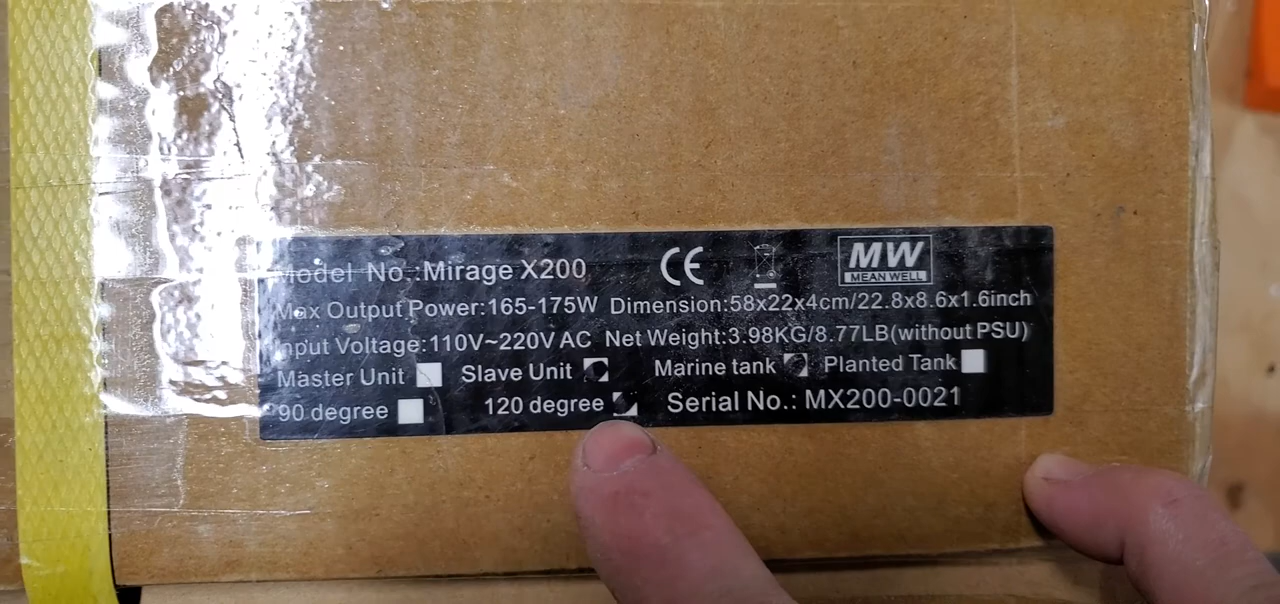 Model No.:Mirage X200 CE MW MEAN WELL
Max Output Power:165-175W Dimension:58x22x4cm/22.8x8.6x1.6inch
Input Voltage:110V~220V AC Net Weight:3.98KG/8.77LB(without PSU)
Master Unit Slave Unit Marine tank Planted Tank
90 degree 120 degree Serial No.: MX200-0021